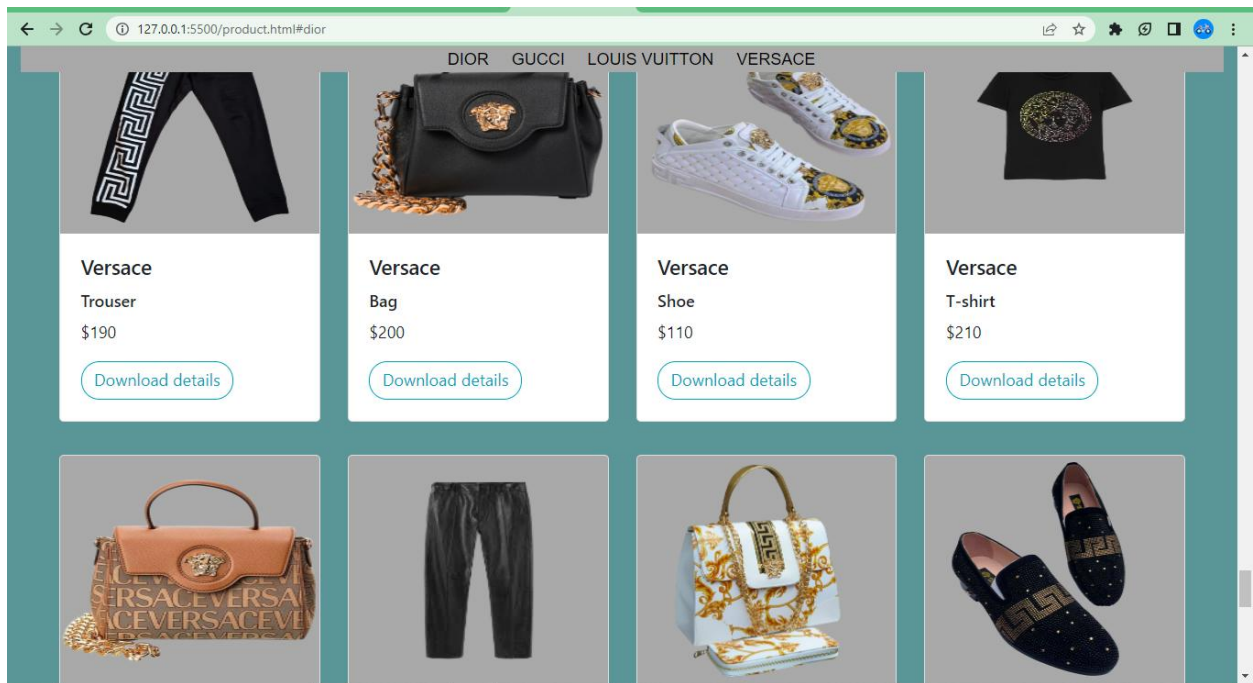 127.0.0.1:5500/product.html#dior
DIOR GUCCI LOUIS VUITTON VERSACE
Versace Versace Versace Versace
Trouser Bag Shoe T-shirt
$190 $200 $110 $210
Download details Download details Download details Download details